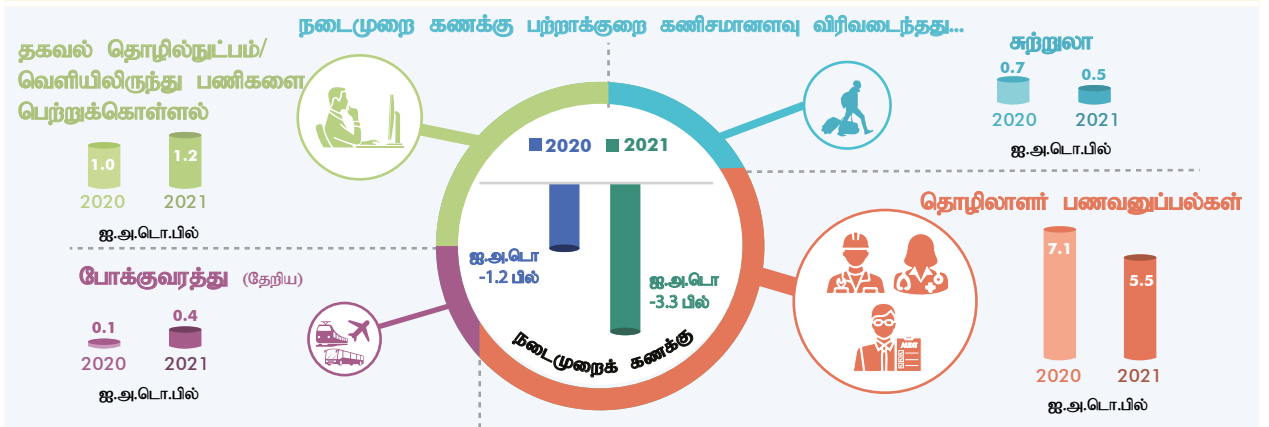 நடைமுறை கணக்கு பற்றாக்குறை கணிசமானளவு விரிவடைந்தது...
தகவல் தொழில்நுட்பம்/
வெளியிலிருந்து பணிகளை
பெற்றுக்கொள்ளல்
1.0
1.2
2020
2021
ஐ.அ.டொ.பில்
சுற்றுலா
0.7
0.5
2020
2021
ஐ.அ.டொ.பில்
2020
2021
ஐ.அ.டொ
-1.2 பில்
ஐ.அ.டொ
-3.3 பில்
நடைமுறைக் கணக்கு
போக்குவரத்து (தேறிய)
0.1
0.4
2020
2021
ஐ.அ.டொ.பில்
தொழிலாளர் பணவனுப்பல்கள்
7.1
5.5
2020
2021
ஐ.அ.டொ.பில்
AUDIT